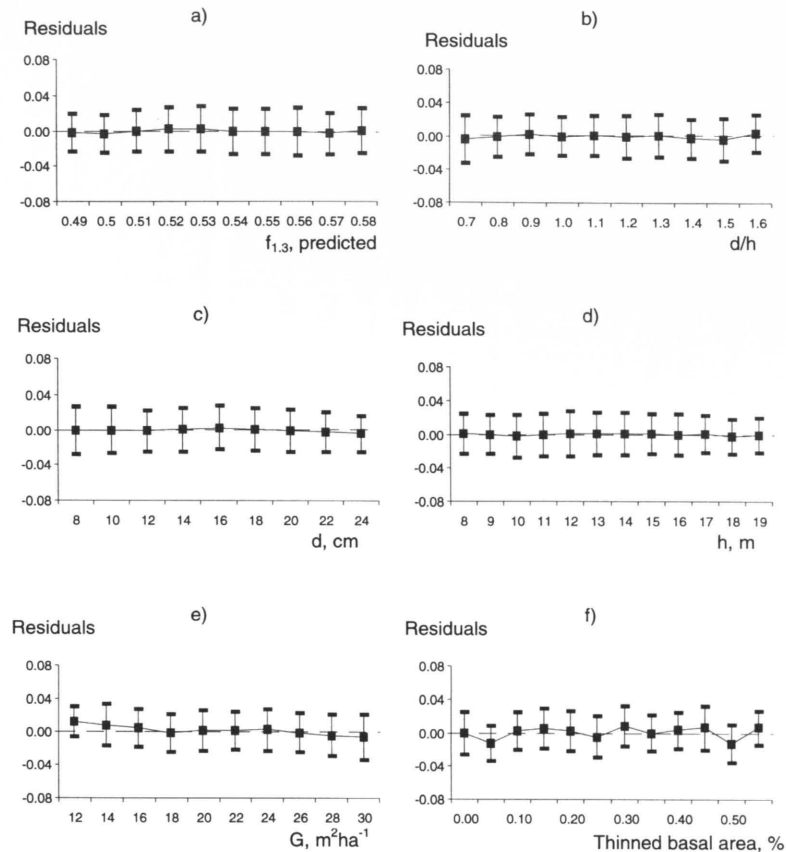 a)
Residuals
0.08
0.04
0.00
-0.04
-0.08
0.49 0.5 0.51 0.52 0.53 0.54 0.55 0.56 0.57 0.58
f1.3, predicted
b)
Residuals
0.08
0.04
0.00
-0.04
-0.08
0.7 0.8 0.9 1.0 1.1 1.2 1.3 1.4 1.5 1.6
d/h
c)
Residuals
0.08
0.04
0.00
-0.04
-0.08
8 10 12 14 16 18 20 22 24
d, cm
d)
Residuals
0.08
0.04
0.00
-0.04
-0.08
8 9 10 11 12 13 14 15 16 17 18 19
h, m
e)
Residuals
0.08
0.04
0.00
-0.04
-0.08
12 14 16 18 20 22 24 26 28 30
G, m²ha⁻¹
f)
Residuals
0.08
0.04
0.00
-0.04
-0.08
0.00 0.10 0.20 0.30 0.40 0.50
Thinned basal area, %